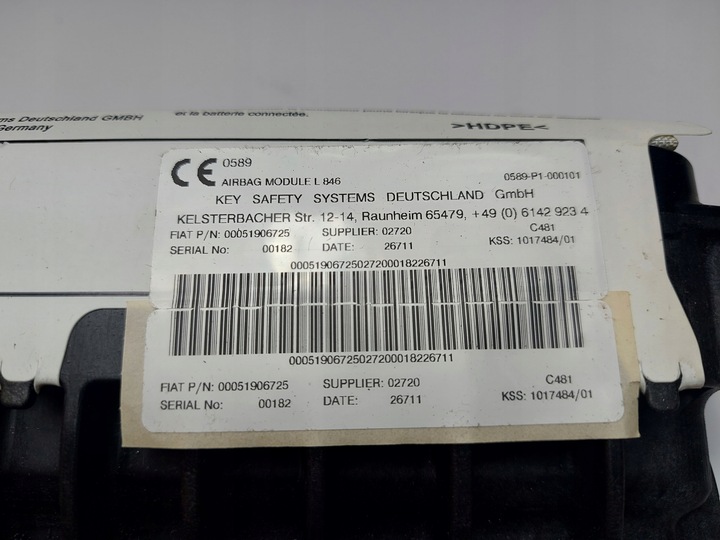 ms Deutschland GMBH
Germany
et la batterie connectée.
>HDPE<
CE 0589
AIRBAG MODULE L 846
0589-P1-000101
KEY SAFETY SYSTEMS DEUTSCHLAND GmbH
KELSTERBACHER Str. 12-14, Raunheim 65479, +49 (0) 6142 923 4
FIAT P/N: 00051906725 SUPPLIER: 02720 C481
SERIAL No: 00182 DATE: 26711 KSS: 1017484/01
00051906725027200018226711
00051906725027200018226711
FIAT P/N: 00051906725 SUPPLIER: 02720 C481
SERIAL No: 00182 DATE: 26711 KSS: 1017484/01